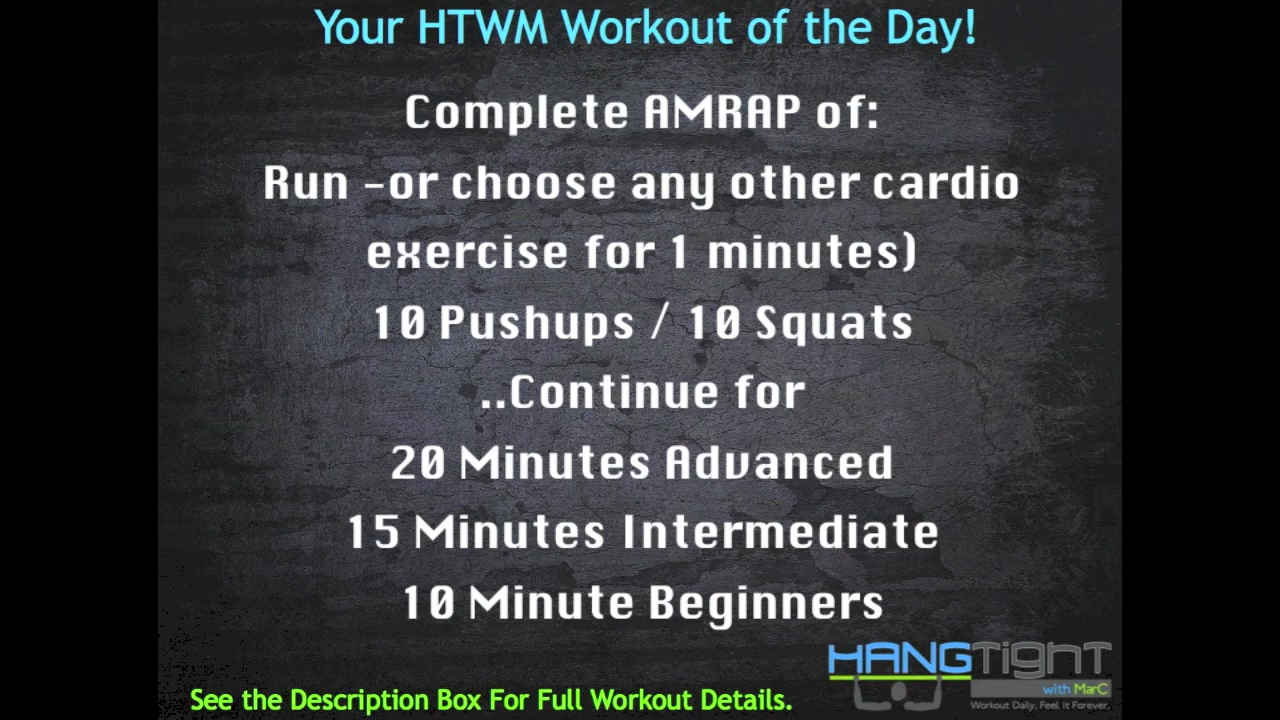 Your HTWM Workout of the Day!
Complete AMRAP of:
Run -or choose any other cardio
exercise for 1 minutes)
10 Pushups / 10 Squats
..Continue for
20 Minutes Advanced
15 Minutes Intermediate
10 Minute Beginners
HANGTighT
with MarC
Workout Daily, Feel it Forever.
See the Description Box For Full Workout Details.